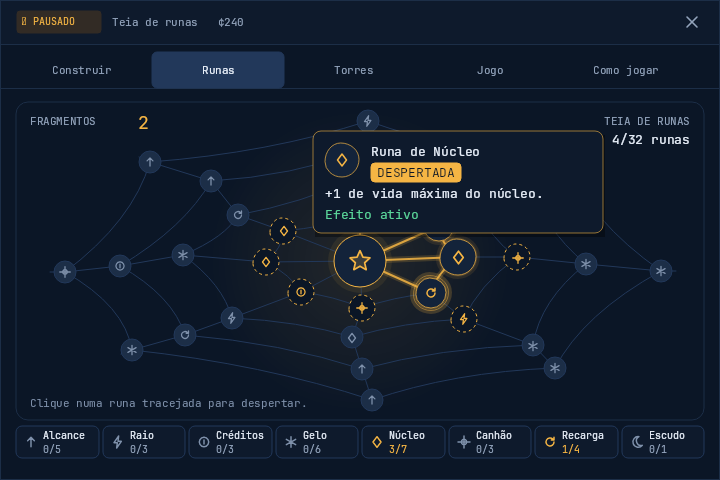 PAUSADO
Teia de runas $240
Construir Runas Torres Jogo Como jogar
FRAGMENTOS 2
TEIA DE RUNAS
4/32 runas
Runa de Núcleo
DESPERTADA
+1 de vida máxima do núcleo.
Efeito ativo
Clique numa runa tracejada para despertar.
Alcance Raio Créditos Gelo Núcleo Canhão Recarga Escudo
0/5 0/3 0/3 0/6 3/7 0/3 1/4 0/1